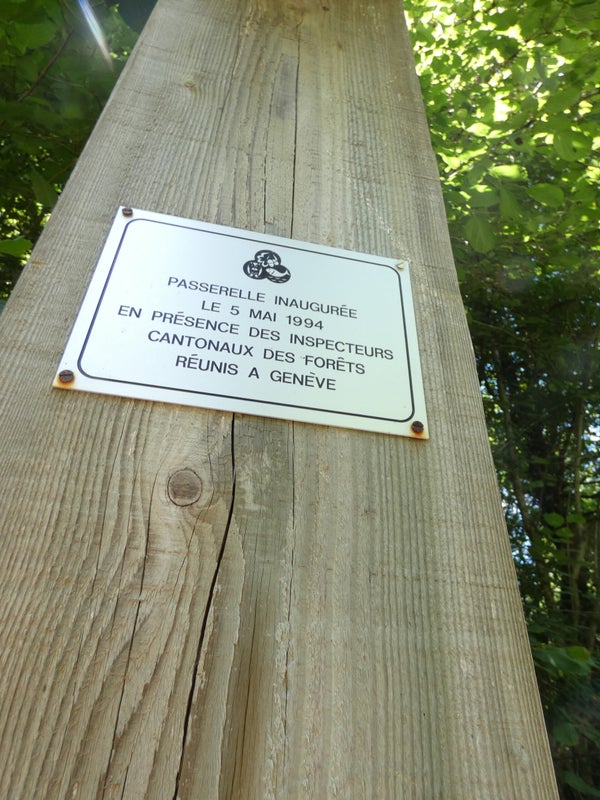 PASSERELLE INAUGURÉE
LE 5 MAI 1994
EN PRÉSENCE DES INSPECTEURS
CANTONAUX DES FORÊTS
RÉUNIS A GENÈVE